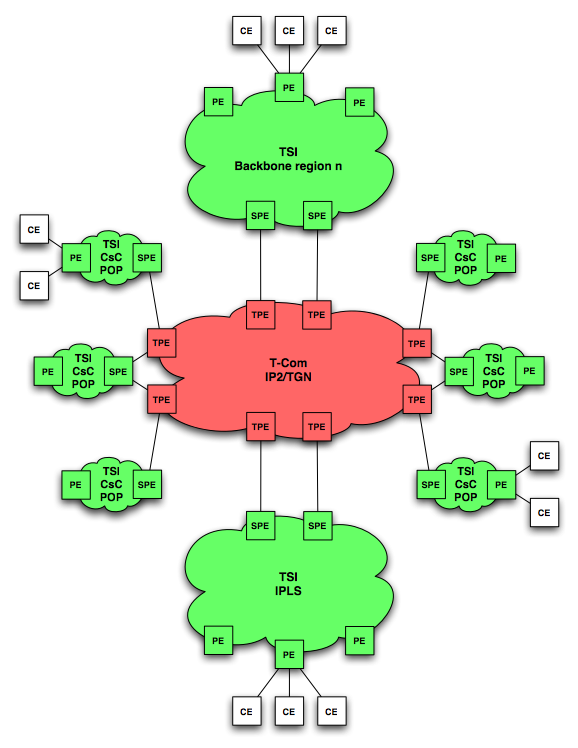 CE
CE
CE
PE
PE
PE
TSI
Backbone region n
SPE
SPE
CE
CE
PE
TSI
CsC
POP
SPE
SPE
TSI
CsC
POP
PE
TPE
TPE
TPE
TPE
T-Com
IP2/TGN
PE
TSI
CsC
POP
SPE
SPE
TSI
CsC
POP
PE
TPE
TPE
TPE
TPE
PE
TSI
CsC
POP
SPE
SPE
TSI
CsC
POP
PE
CE
CE
SPE
SPE
TSI
IPLS
PE
PE
PE
CE
CE
CE